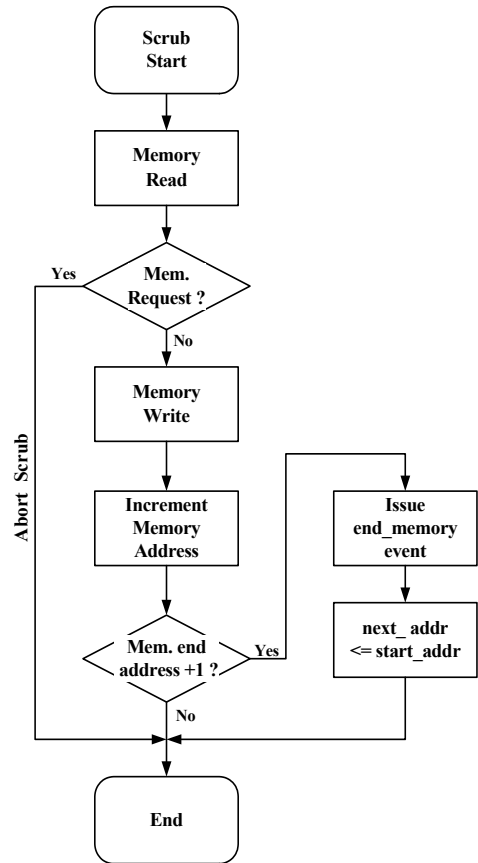 Scrub
Start
Memory
Read
Yes
Mem.
Request ?
No
Memory
Write
Abort Scrub
Increment
Memory
Address
Issue
end_memory
event
Mem. end
address +1 ?
Yes
next_ addr
<= start_addr
No
End